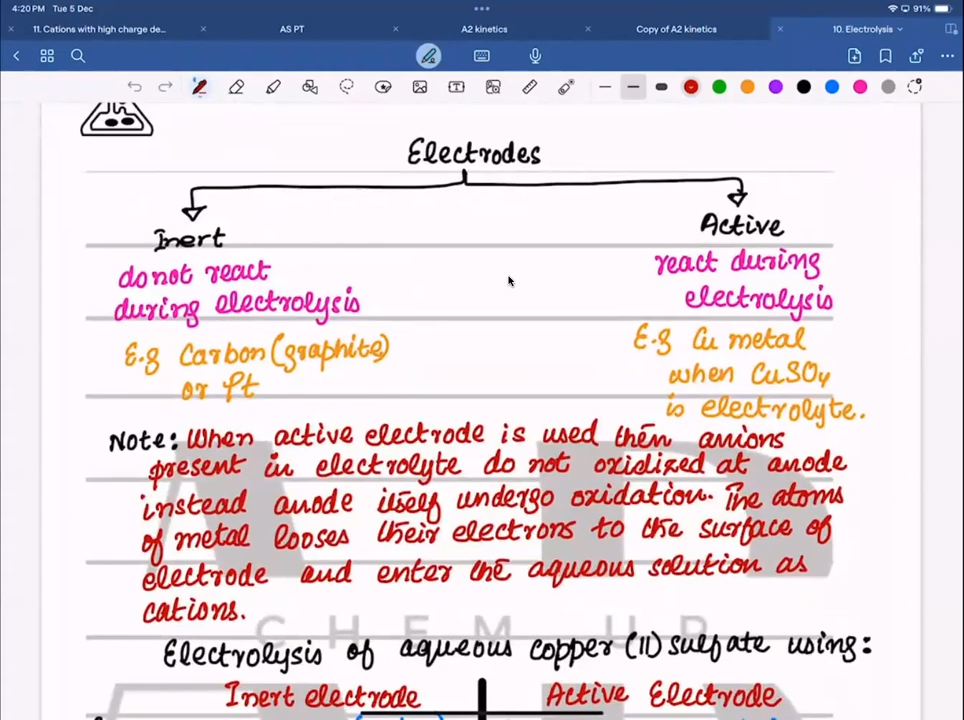 4:20 PM Tue 5 Dec
91%
11. Cations with high charge de...
AS PT
A2 kinetics
Copy of A2 kinetics
10. Electrolysis
Electrodes
Inert
Active
do not react
during electrolysis
react during
electrolysis
E.g Carbon (graphite)
or Pt
E.g Cu metal
when CuSO4
is electrolyte.
Note: When active electrode is used then anions
present in electrolyte do not oxidized at anode
instead anode itself undergo oxidation. The atoms
of metal looses their electrons to the surface of
electrode and enter the aqueous solution as
cations.
CHEM UP
Electrolysis of aqueous copper (II) sulfate using:
Inert electrode
Active Electrode